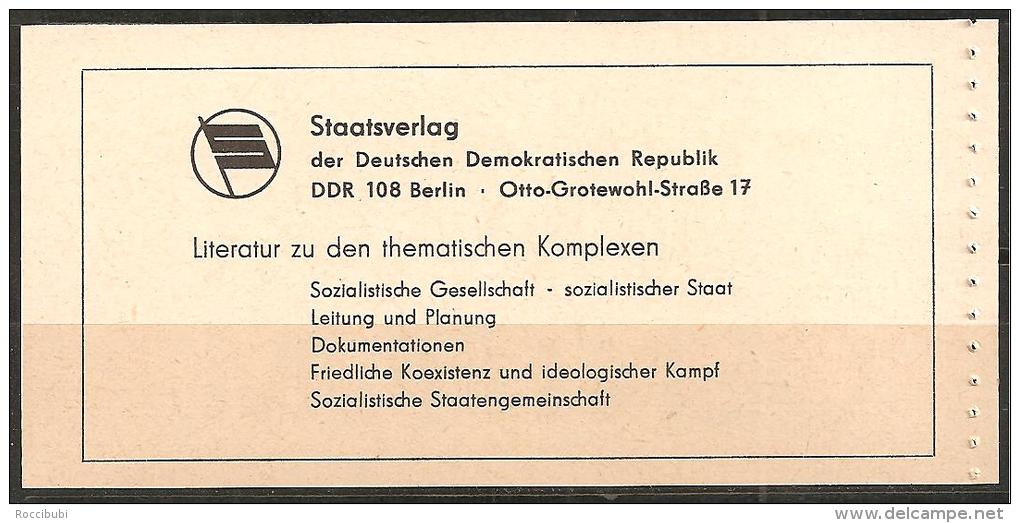 Staatsverlag
der Deutschen Demokratischen Republik
DDR 108 Berlin · Otto-Grotewohl-Straße 17
Literatur zu den thematischen Komplexen
Sozialistische Gesellschaft - sozialistischer Staat
Leitung und Planung
Dokumentationen
Friedliche Koexistenz und ideologischer Kampf
Sozialistische Staatengemeinschaft
Roccibubi
www.delcampe.net